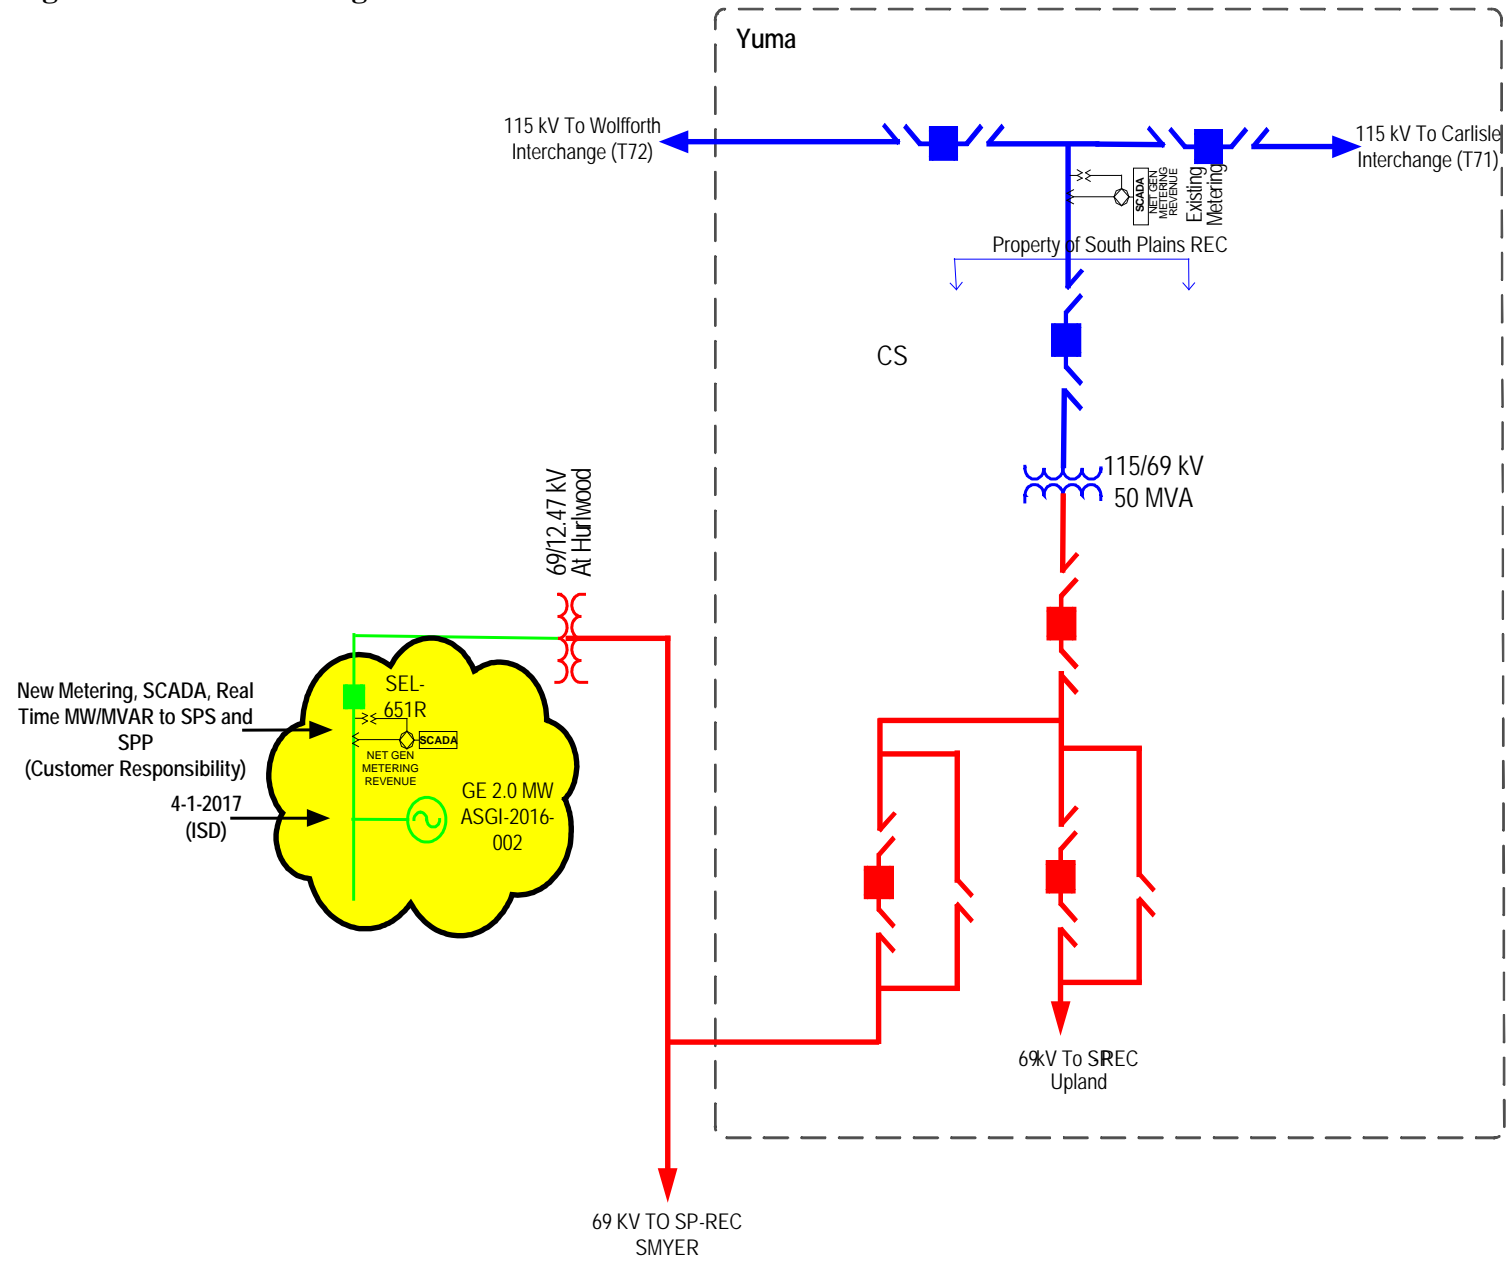 Yuma
115 kV To Wolfforth
Interchange (T72)
115 kV To Carlisle
Interchange (T71)
SCADA
NET GEN
METERING
REVENUE
Existing
Metering
Property of South Plains REC
CS
115/69 kV
50 MVA
69/12.47 kV
At Hurlwood
New Metering, SCADA, Real
Time MW/MVAR to SPS and
SPP
(Customer Responsibility)
4-1-2017
(ISD)
SEL-
651R
SCADA
NET GEN
METERING
REVENUE
GE 2.0 MW
ASGI-2016-
002
69kV To SP-REC
Upland
69 KV TO SP-REC
SMYER